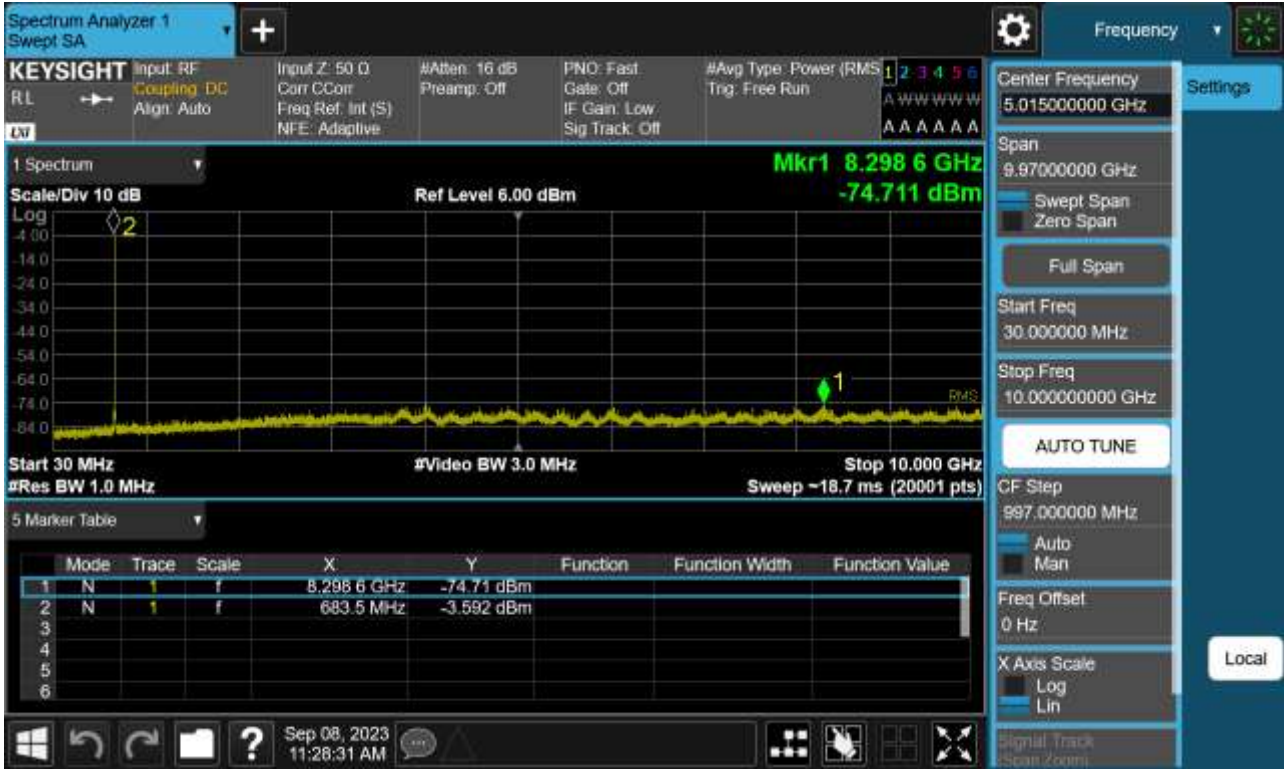 Spectrum Analyzer 1
Swept SA
+
Frequency
KEYSIGHT
RL
LXI
Input: RF
Coupling: DC
Align: Auto
Input Z: 50 Ω
Corr CCorr
Freq Ref: Int (S)
NFE: Adaptive
#Atten: 16 dB
Preamp: Off
PNO: Fast
Gate: Off
IF Gain: Low
Sig Track: Off
#Avg Type: Power (RMS
Trig: Free Run
1 2 3 4 5 6
A W W W W W
A A A A A A
1 Spectrum
Scale/Div 10 dB
Ref Level 6.00 dBm
Mkr1 8.298 6 GHz
-74.711 dBm
Log
-4.00
-14.0
-24.0
-34.0
-44.0
-54.0
-64.0
-74.0
-84.0
2
1
RMS
Start 30 MHz
#Video BW 3.0 MHz
Stop 10.000 GHz
#Res BW 1.0 MHz
Sweep ~18.7 ms (20001 pts)
5 Marker Table
Mode Trace Scale X Y Function Function Width Function Value
1 N 1 f 8.298 6 GHz -74.71 dBm
2 N 1 f 683.5 MHz -3.592 dBm
3
4
5
6
Sep 08, 2023
11:28:31 AM
?
Center Frequency
5.015000000 GHz
Settings
Span
9.97000000 GHz
Swept Span
Zero Span
Full Span
Start Freq
30.000000 MHz
Stop Freq
10.000000000 GHz
AUTO TUNE
CF Step
997.000000 MHz
Auto
Man
Freq Offset
0 Hz
X Axis Scale
Log
Lin
Local
Signal Track
(Span Zoom)